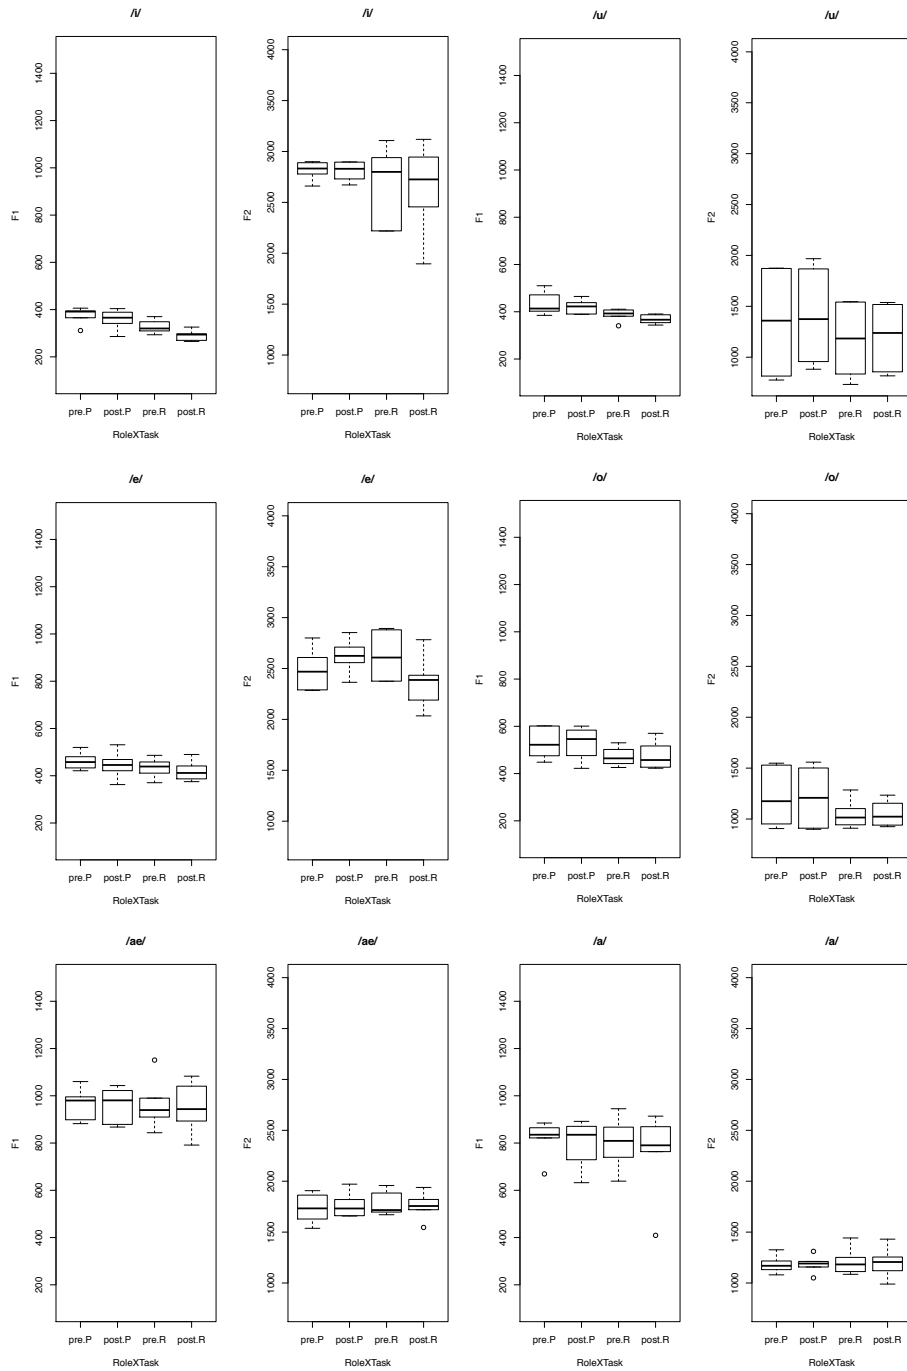 /i/ /i/ /u/ /u/
F1 200 400 600 800 1000 1200 1400
pre.P post.P pre.R post.R
RoleXTask
F2 1000 1500 2000 2500 3000 3500 4000
pre.P post.P pre.R post.R
RoleXTask
F1 200 400 600 800 1000 1200 1400
pre.P post.P pre.R post.R
RoleXTask
F2 1000 1500 2000 2500 3000 3500 4000
pre.P post.P pre.R post.R
RoleXTask
/e/ /e/ /o/ /o/
F1 200 400 600 800 1000 1200 1400
pre.P post.P pre.R post.R
RoleXTask
F2 1000 1500 2000 2500 3000 3500 4000
pre.P post.P pre.R post.R
RoleXTask
F1 200 400 600 800 1000 1200 1400
pre.P post.P pre.R post.R
RoleXTask
F2 1000 1500 2000 2500 3000 3500 4000
pre.P post.P pre.R post.R
RoleXTask
/ae/ /ae/ /a/ /a/
F1 200 400 600 800 1000 1200 1400
pre.P post.P pre.R post.R
RoleXTask
F2 1000 1500 2000 2500 3000 3500 4000
pre.P post.P pre.R post.R
RoleXTask
F1 200 400 600 800 1000 1200 1400
pre.P post.P pre.R post.R
RoleXTask
F2 1000 1500 2000 2500 3000 3500 4000
pre.P post.P pre.R post.R
RoleXTask